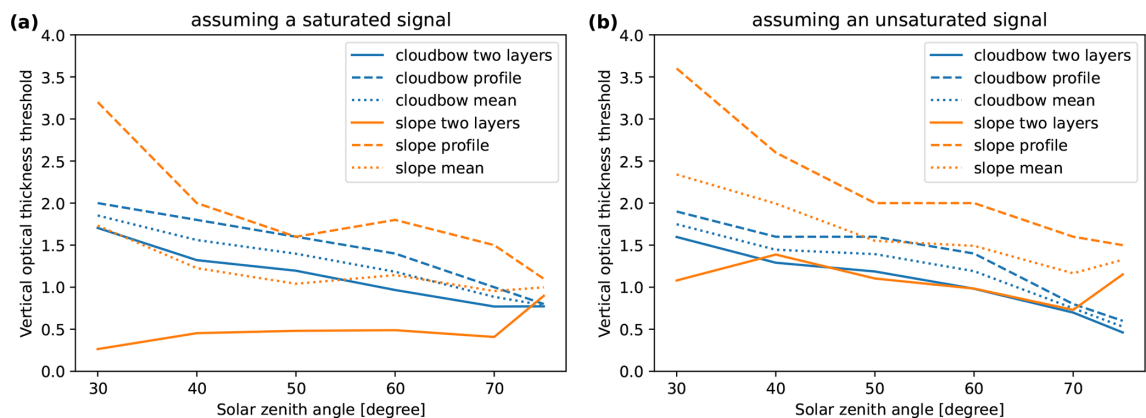 (a)
assuming a saturated signal
Vertical optical thickness threshold
4.0
3.5
3.0
2.5
2.0
1.5
1.0
0.5
0.0
cloudbow two layers
cloudbow profile
cloudbow mean
slope two layers
slope profile
slope mean
30 40 50 60 70
Solar zenith angle [degree]
(b)
assuming an unsaturated signal
Vertical optical thickness threshold
4.0
3.5
3.0
2.5
2.0
1.5
1.0
0.5
0.0
cloudbow two layers
cloudbow profile
cloudbow mean
slope two layers
slope profile
slope mean
30 40 50 60 70
Solar zenith angle [degree]